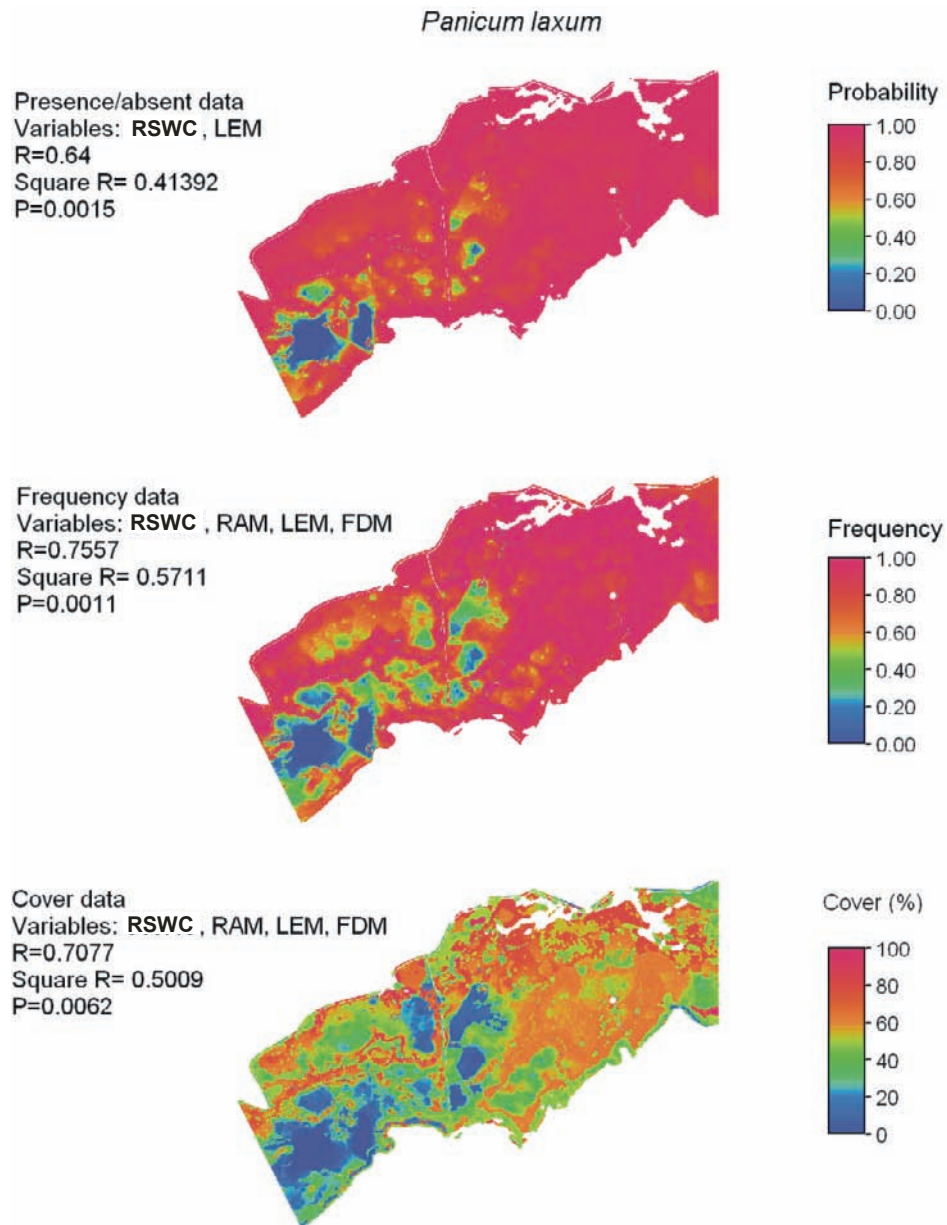 Panicum laxum
Presence/absent data
Variables: RSWC , LEM
R=0.64
Square R= 0.41392
P=0.0015
Probability
1.00
0.80
0.60
0.40
0.20
0.00
Frequency data
Variables: RSWC , RAM, LEM, FDM
R=0.7557
Square R= 0.5711
P=0.0011
Frequency
1.00
0.80
0.60
0.40
0.20
0.00
Cover data
Variables: RSWC , RAM, LEM, FDM
R=0.7077
Square R= 0.5009
P=0.0062
Cover (%)
100
80
60
40
20
0